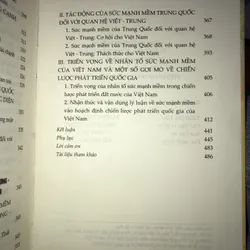 II. TÁC ĐỘNG CỦA SỨC MẠNH MỀM TRUNG QUỐC
ĐỐI VỚI QUAN HỆ VIỆT - TRUNG 367
1. Sức mạnh mềm của Trung Quốc đối với quan hệ
Việt - Trung: Cơ hội cho Việt Nam 368
2. Sức mạnh mềm của Trung Quốc đối với quan hệ
Việt - Trung: Thách thức cho Việt Nam 385
III. TRIỂN VỌNG VỀ NHÂN TỐ SỨC MẠNH MỀM
CỦA VIỆT NAM VÀ MỘT SỐ GỢI MỞ VỀ CHIẾN
LƯỢC PHÁT TRIỂN QUỐC GIA 405
1. Triển vọng của nhân tố sức mạnh mềm trong chiến
lược phát triển đất nước của Việt Nam 406
2. Nhận thức và vận dụng lý luận về sức mạnh mềm
vào hoạch định chiến lược phát triển quốc gia của
Việt Nam 412
Kết luận 441
Phụ lục 445
Lời cảm ơn 483
Tài liệu tham khảo 486